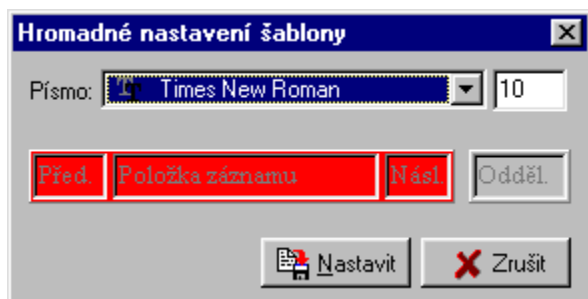 Hromadné nastavení šablony
Písmo: Times New Roman 10
Před. Položka záznamu Násl. Odděl.
Nastavit Zrušit